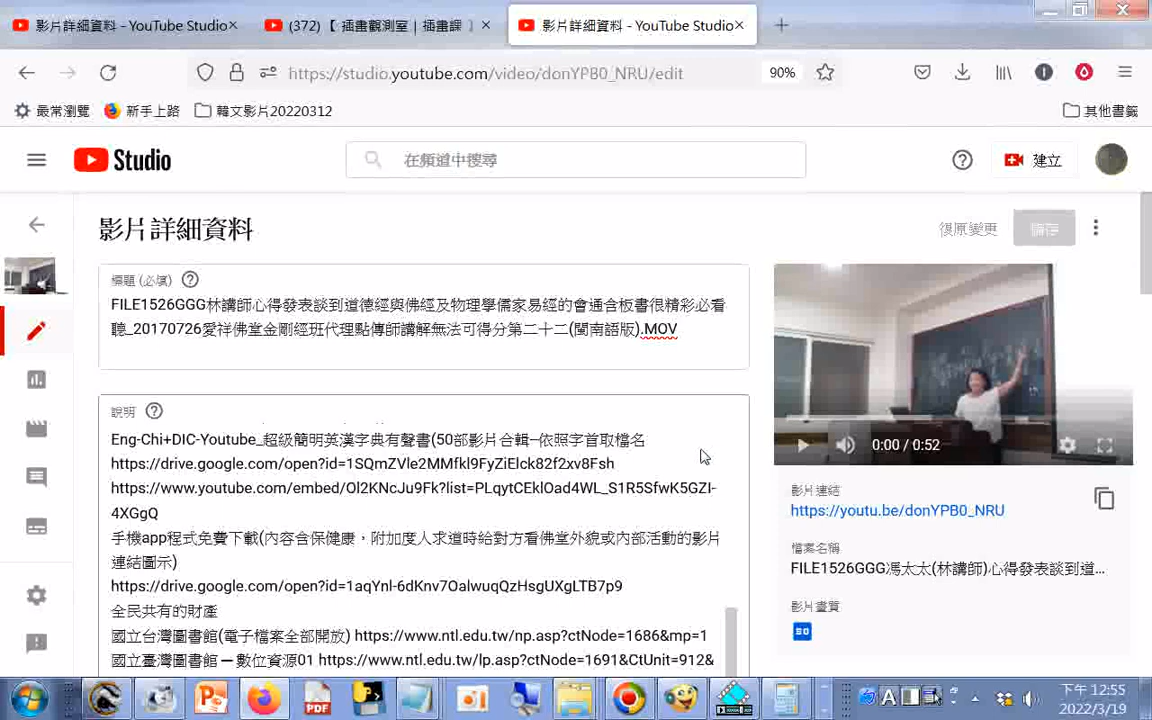 影片詳細資料 - YouTube Studio
(372)【 插畫觀測室｜插畫課 】
影片詳細資料 - YouTube Studio
https://studio.youtube.com/video/donYPB0_NRU/edit
90%
最常瀏覽
新手上路
韓文影片20220312
其他書籤
Studio
在頻道中搜尋
建立
影片詳細資料
復原變更
儲存
標題 (必填)
FILE1526GGG林講師心得發表談到道德經與佛經及物理學儒家易經的會通含板書很精彩必看
聽_20170726愛祥佛堂金剛經班代理點傳師講解無法可得分第二十二(閩南語版).MOV
說明
Eng-Chi+DIC-Youtube_超級簡明英漢字典有聲書(50部影片合輯─依照字首取檔名
https://drive.google.com/open?id=1SQmZVle2MMfkl9FyZiElck82f2xv8Fsh
https://www.youtube.com/embed/Ol2KNcJu9Fk?list=PLqytCEklOad4WL_S1R5SfwK5GZI-
4XGgQ
手機app程式免費下載(內容含保健康，附加度人求道時給對方看佛堂外貌或內部活動的影片
連結圖示)
https://drive.google.com/open?id=1aqYnl-6dKnv7OalwuqQzHsgUXgLTB7p9
全民共有的財產
國立台灣圖書館(電子檔案全部開放) https://www.ntl.edu.tw/np.asp?ctNode=1686&mp=1
國立臺灣圖書館 ─ 數位資源01 https://www.ntl.edu.tw/lp.asp?ctNode=1691&CtUnit=912&
0:00 / 0:52
影片連結
https://youtu.be/donYPB0_NRU
檔案名稱
FILE1526GGG馮太太(林講師)心得發表談到道...
影片畫質
SD
下午 12:55
2022/3/19